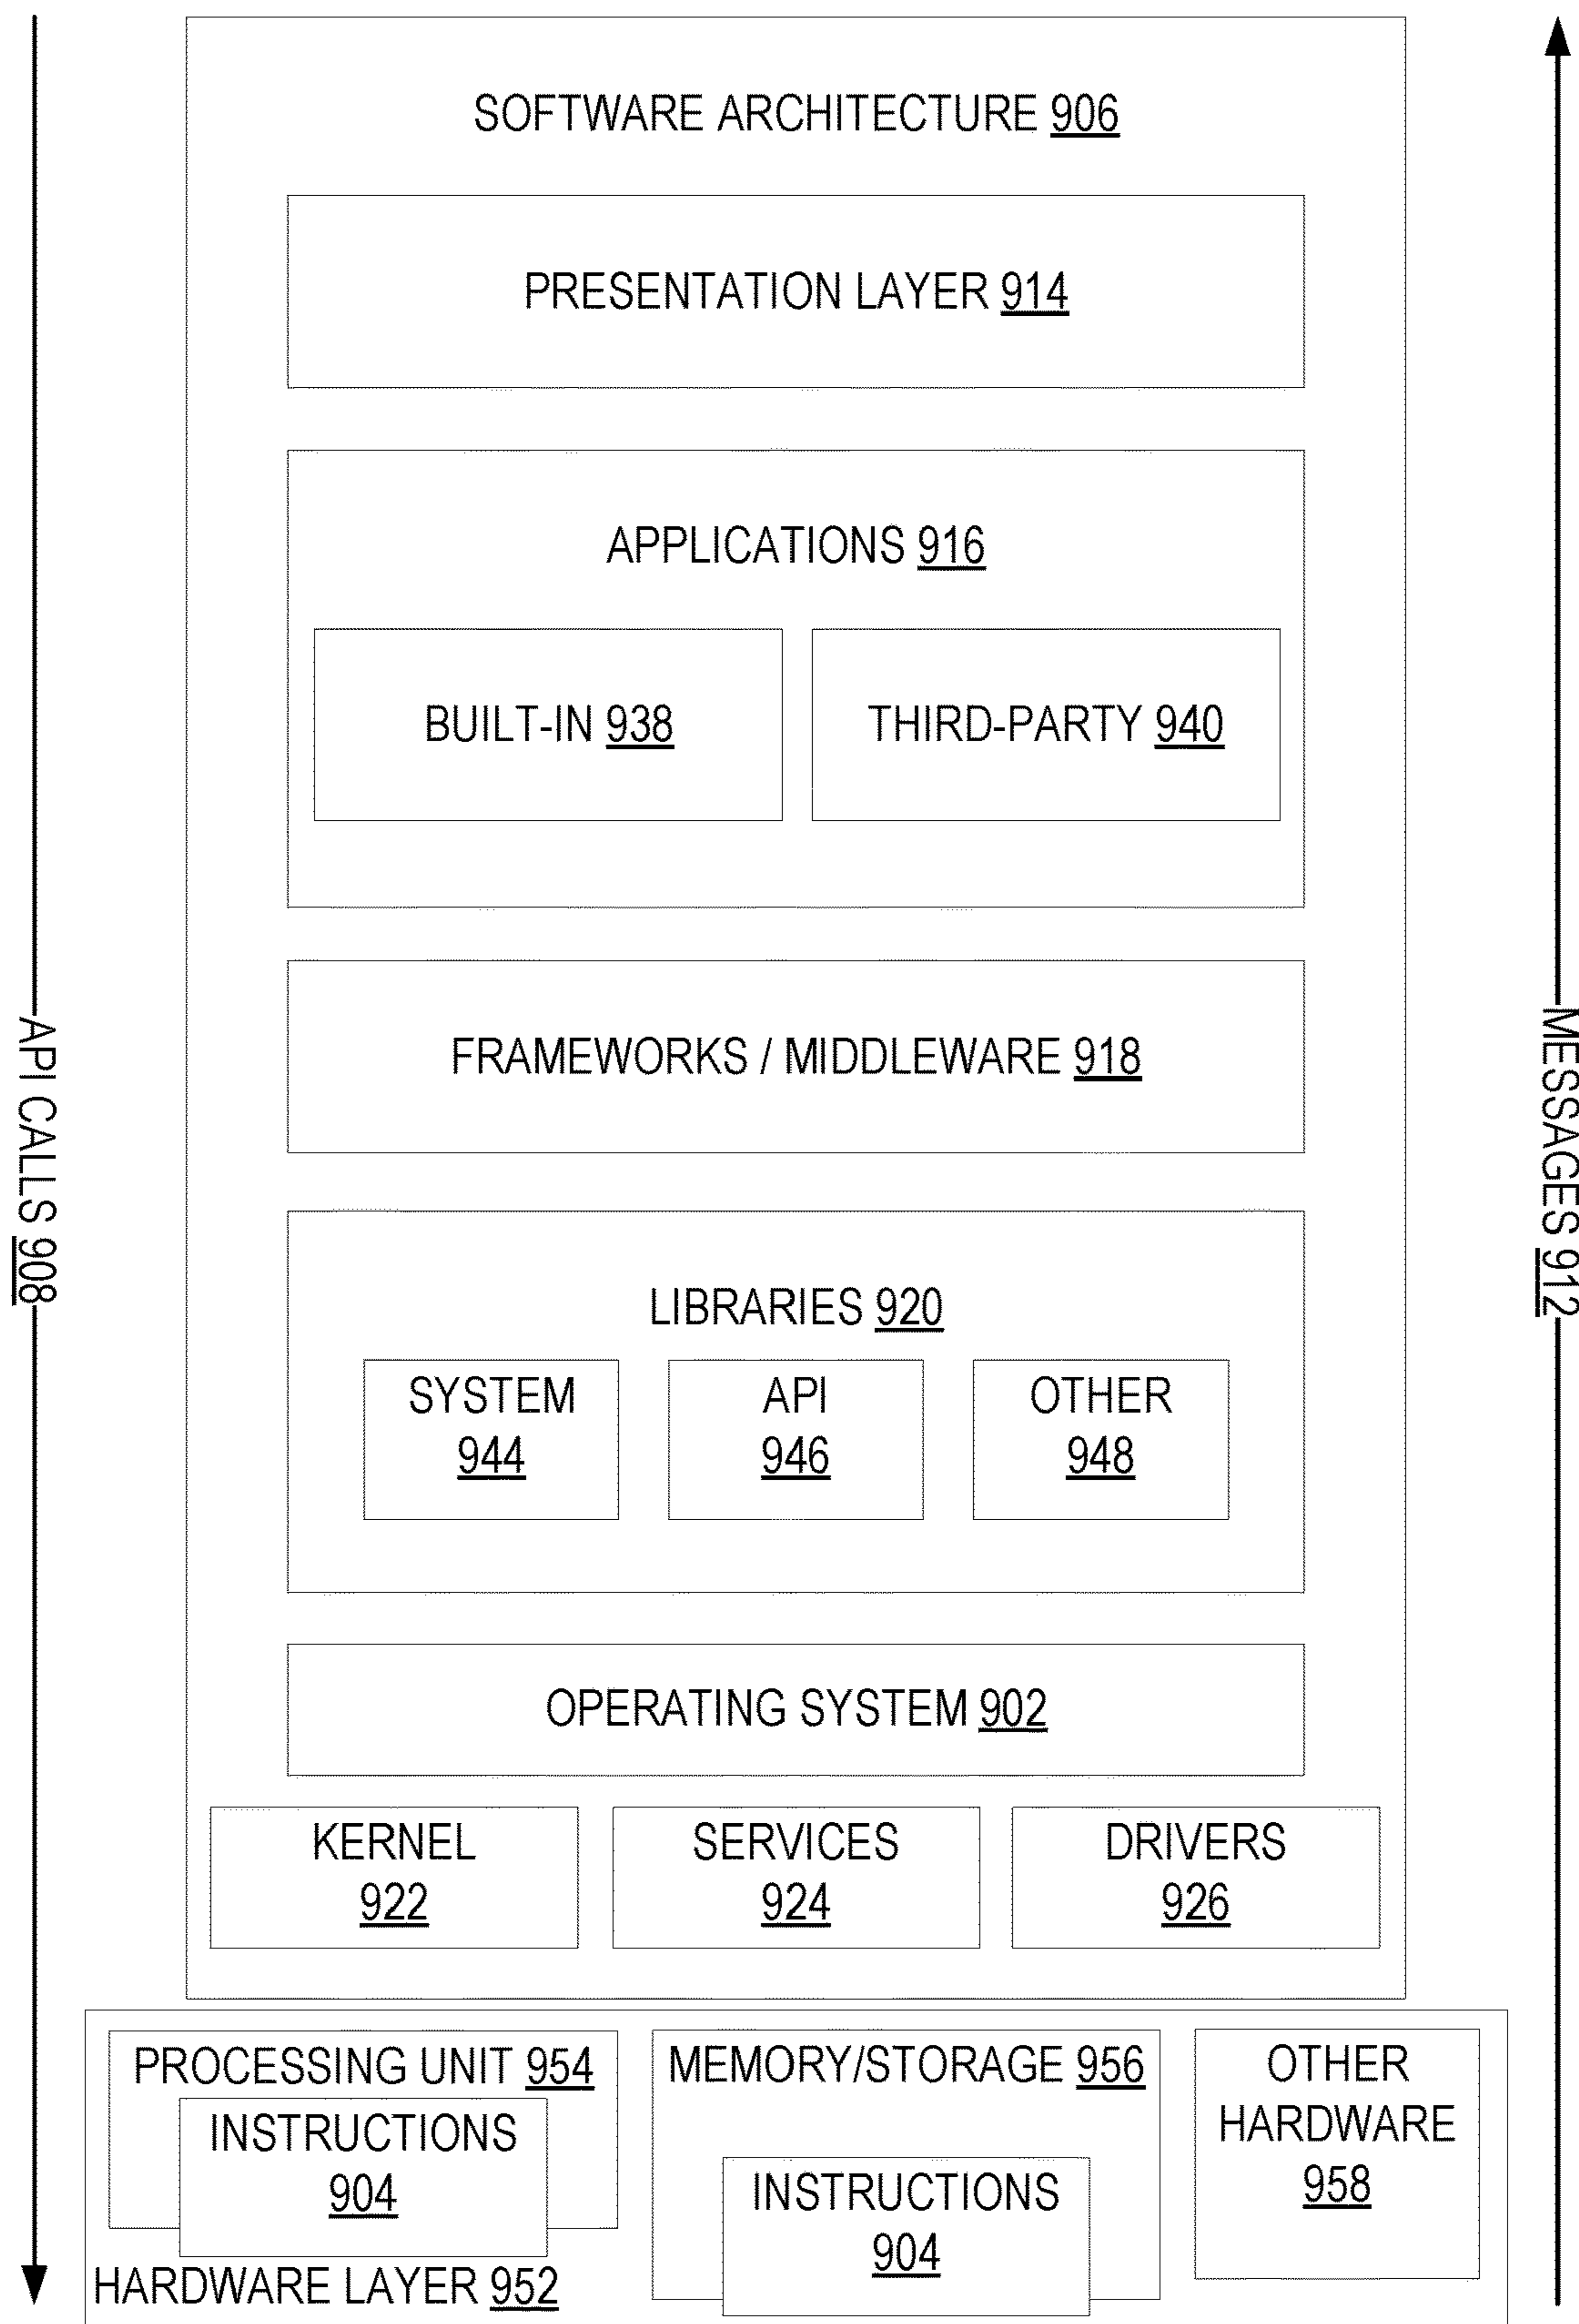 SOFTWARE ARCHITECTURE 906
PRESENTATION LAYER 914
APPLICATIONS 916
BUILT-IN 938
THIRD-PARTY 940
FRAMEWORKS / MIDDLEWARE 918
API CALLS 908
MESSAGES 912
LIBRARIES 920
SYSTEM
944
API
946
OTHER
948
OPERATING SYSTEM 902
KERNEL
922
SERVICES
924
DRIVERS
926
PROCESSING UNIT 954
INSTRUCTIONS
904
MEMORY/STORAGE 956
INSTRUCTIONS
904
OTHER
HARDWARE
958
HARDWARE LAYER 952